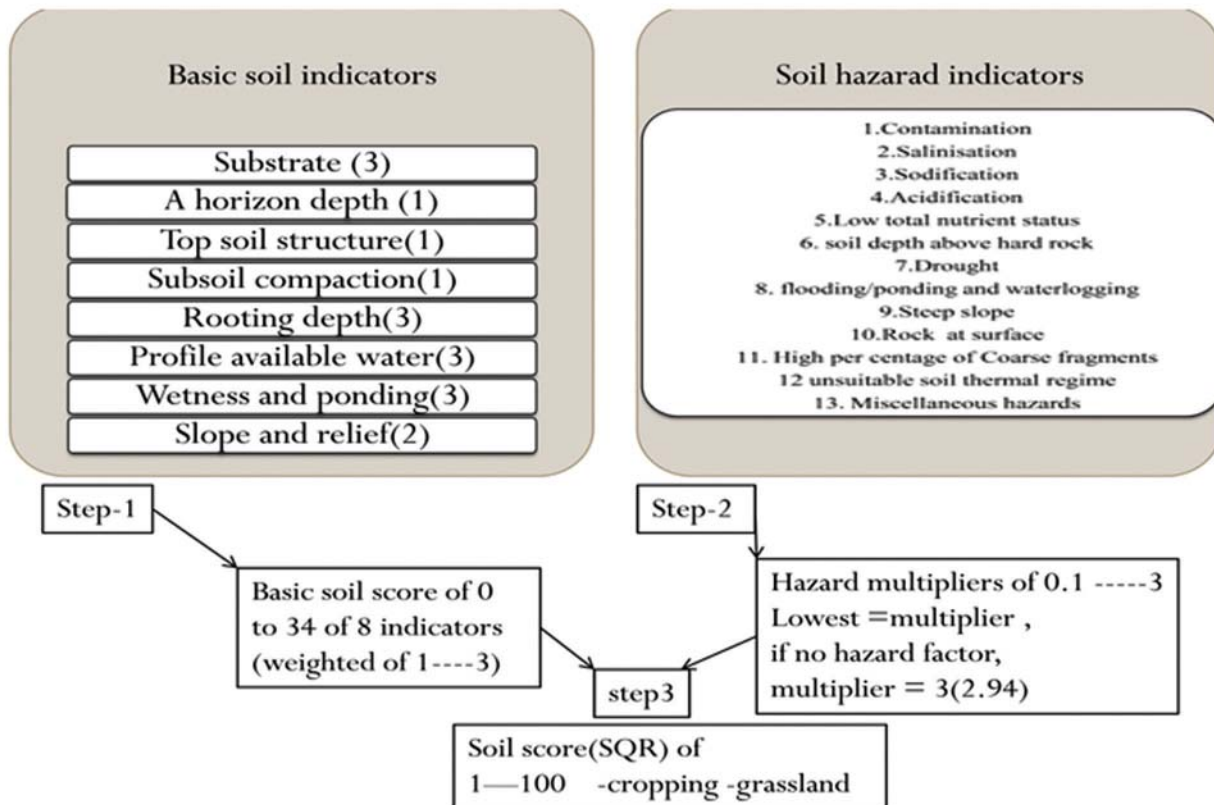 Basic soil indicators
Substrate (3)
A horizon depth (1)
Top soil structure(1)
Subsoil compaction(1)
Rooting depth(3)
Profile available water(3)
Wetness and ponding(3)
Slope and relief(2)
Soil hazarad indicators
1.Contamination
2.Salinisation
3.Sodification
4.Acidification
5.Low total nutrient status
6. soil depth above hard rock
7.Drought
8. flooding/ponding and waterlogging
9.Steep slope
10.Rock at surface
11. High per centage of Coarse fragments
12 unsuitable soil thermal regime
13. Miscellaneous hazards
Step-1
Step-2
Basic soil score of 0
to 34 of 8 indicators
(weighted of 1----3)
Hazard multipliers of 0.1 -----3
Lowest =multiplier ,
if no hazard factor,
multiplier = 3(2.94)
step3
Soil score(SQR) of
1—100 -cropping -grassland